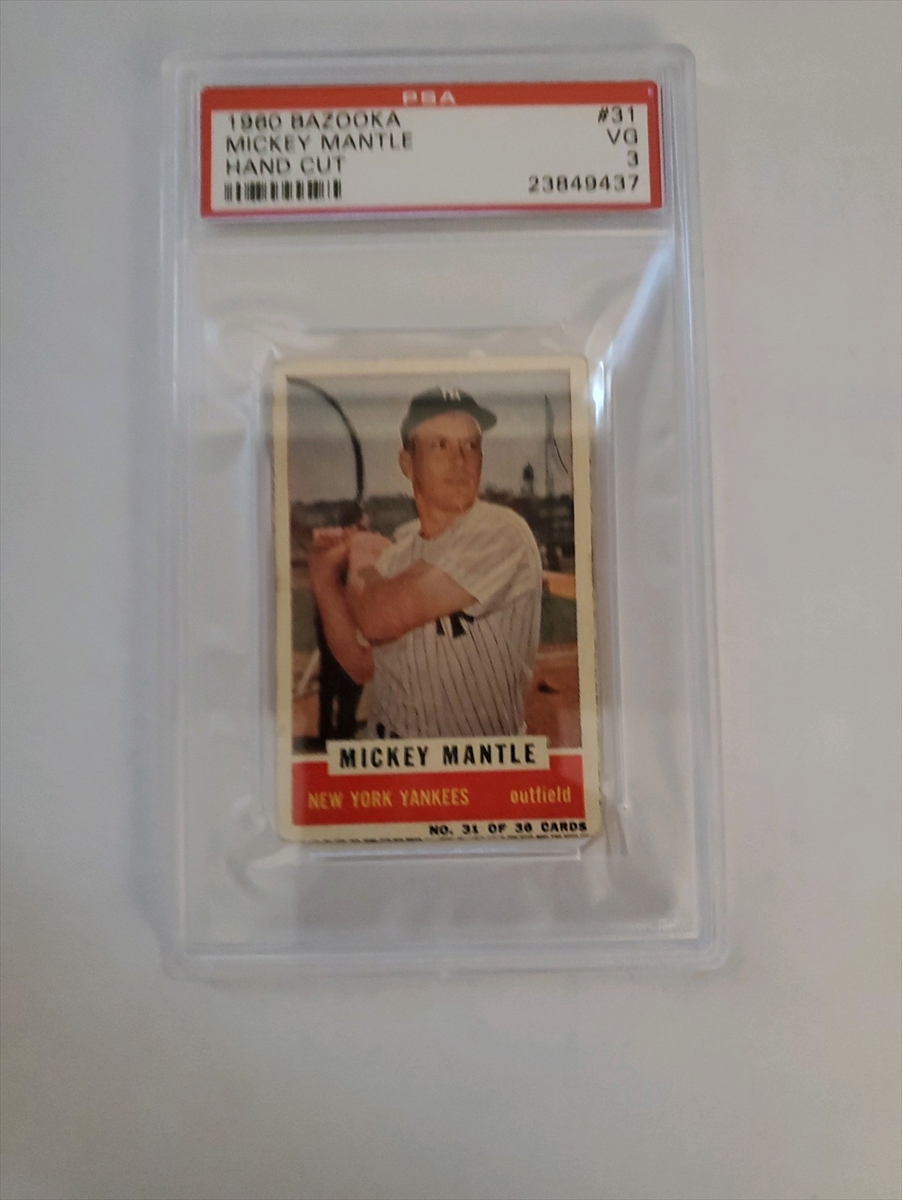 PSA
1960 BAZOOKA #31
MICKEY MANTLE VG
HAND CUT 3
23849437
NY
MICKEY MANTLE
NEW YORK YANKEES outfield
NO. 31 OF 36 CARDS